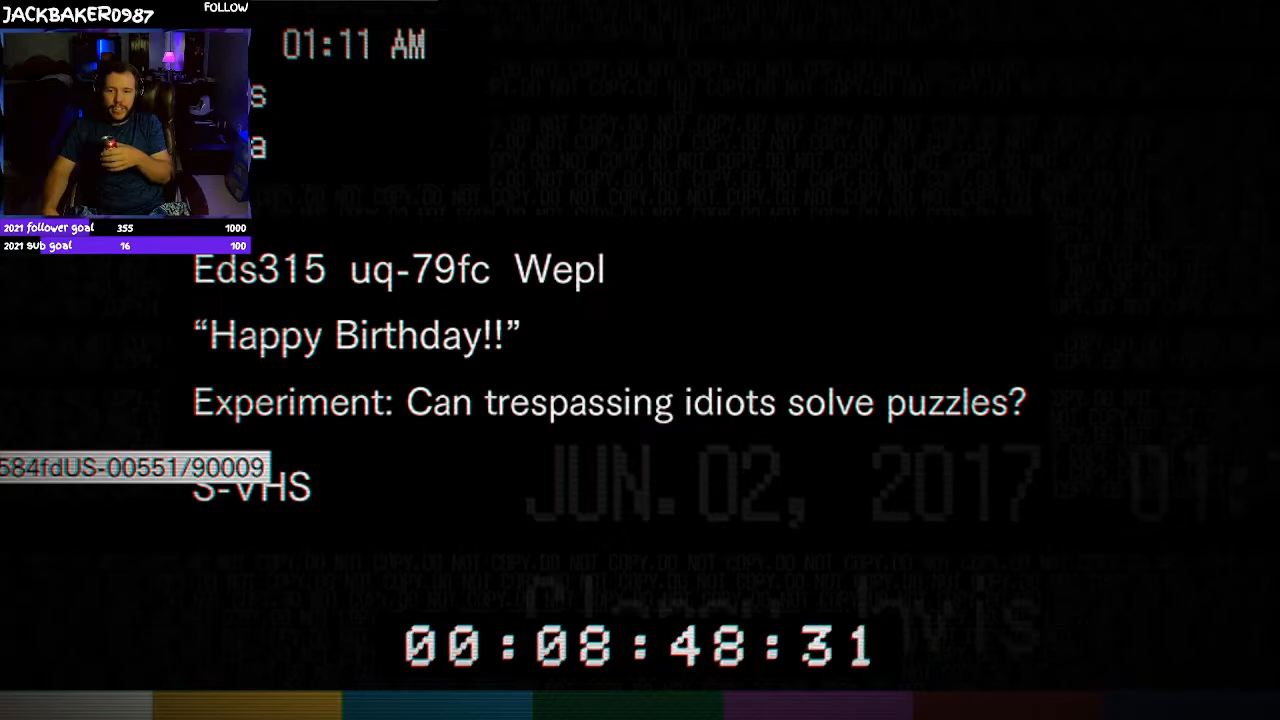 JACKBAKER0987
FOLLOW
01:11 AM
s
a
2021 follower goal 355 1000
2021 sub goal 16 100
Eds315 uq-79fc Wepl
“Happy Birthday!!”
Experiment: Can trespassing idiots solve puzzles?
584fdUS-00551/90009
S-VHS
JUN. 02, 2017 01:
00:08:48:31